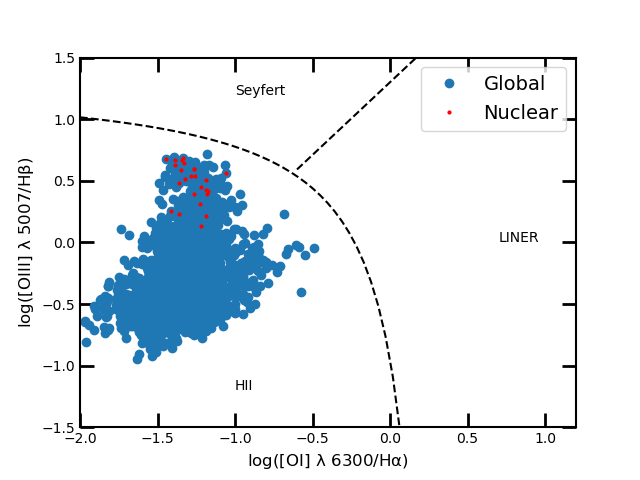 1.5
1.0
0.5
0.0
−0.5
−1.0
−1.5
log([OIII] λ 5007/Hβ)
Seyfert
Global
Nuclear
LINER
HII
−2.0 −1.5 −1.0 −0.5 0.0 0.5 1.0
log([OI] λ 6300/Hα)